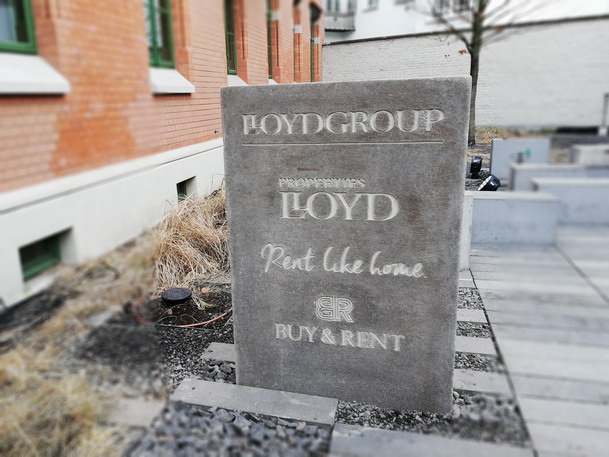 LLOYDGROUP
PROPERTIES
LLOYD
Rent like home.
BR
BUY & RENT